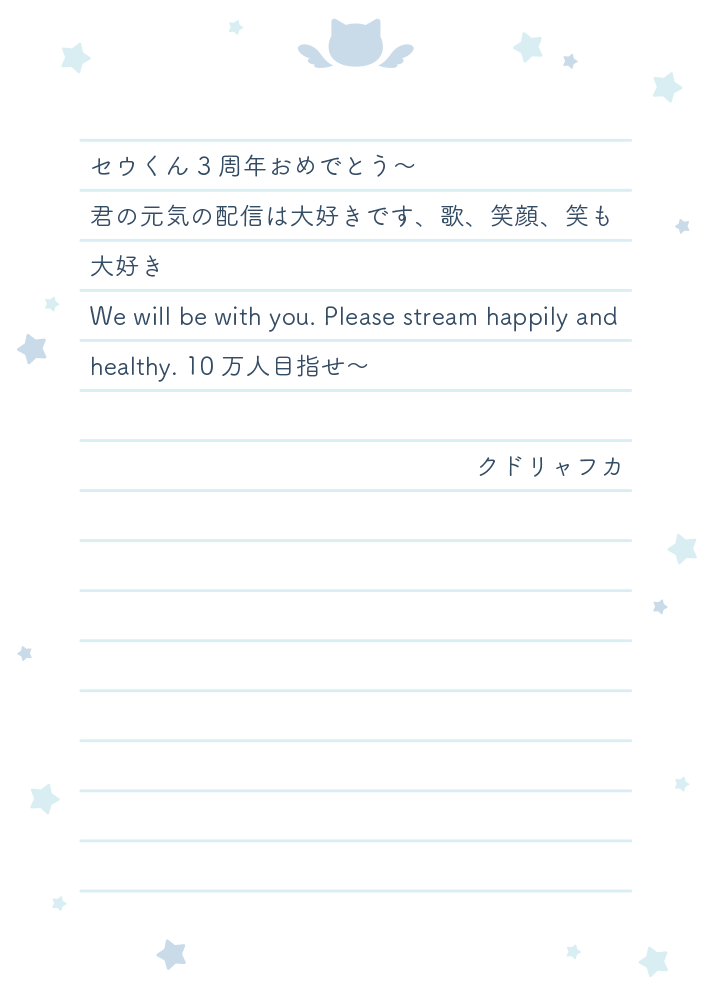 セウくん 3 周年おめでとう～
君の元気の配信は大好きです、歌、笑顔、笑も
大好き
We will be with you. Please stream happily and
healthy. 10 万人目指せ～
クドリャフカ